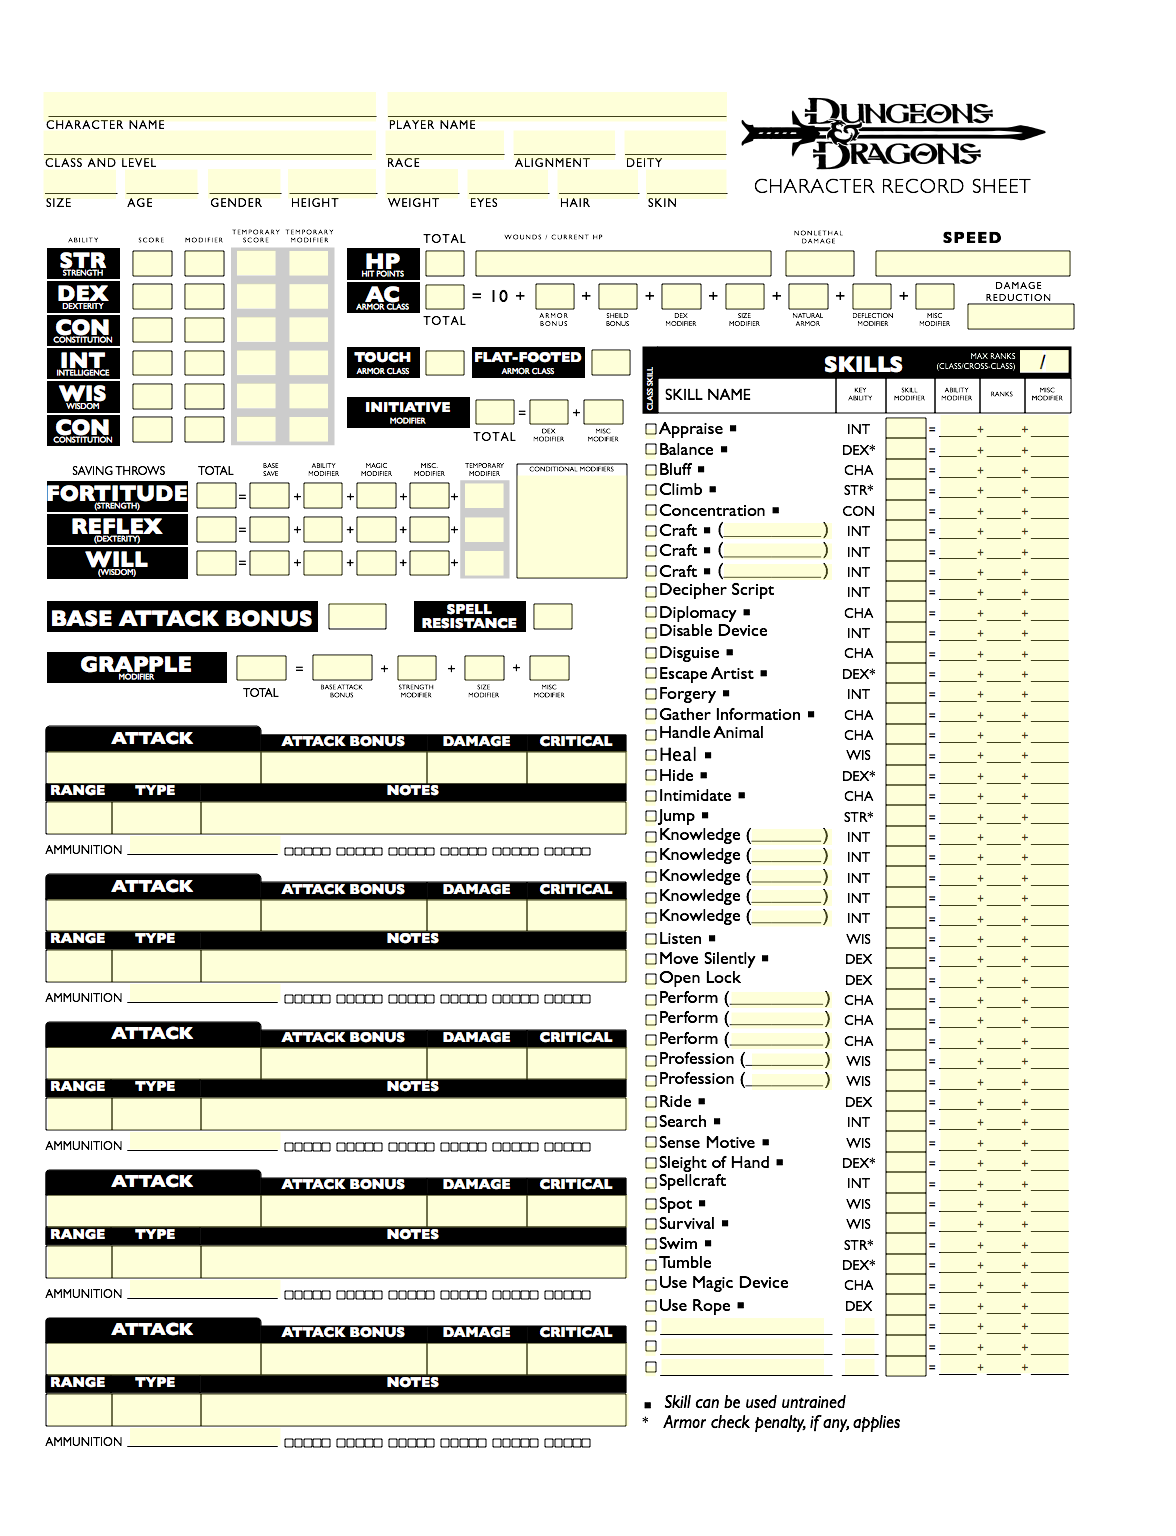 CHARACTER NAME PLAYER NAME
DUNGEONS
&
DRAGONS
CHARACTER RECORD SHEET
CLASS AND LEVEL RACE ALIGNMENT DEITY
SIZE AGE GENDER HEIGHT WEIGHT EYES HAIR SKIN
ABILITY SCORE MODIFIER TEMPORARY SCORE TEMPORARY MODIFIER
STR
STRENGTH
DEX
DEXTERITY
CON
CONSTITUTION
INT
INTELLIGENCE
WIS
WISDOM
CON
CONSTITUTION
TOTAL WOUNDS / CURRENT HP NONLETHAL DAMAGE SPEED
HP
HIT POINTS
AC
ARMOR CLASS
= 10 + + + + + + +
TOTAL ARMOR BONUS SHEILD BONUS DEX MODIFIER SIZE MODIFIER NATURAL ARMOR DEFLECTION MODIFIER MISC MODIFIER
DAMAGE REDUCTION
TOUCH
ARMOR CLASS
FLAT-FOOTED
ARMOR CLASS
INITIATIVE
MODIFIER
= +
TOTAL DEX MODIFIER MISC MODIFIER
SAVING THROWS TOTAL BASE SAVE ABILITY MODIFIER MAGIC MODIFIER MISC. MODIFIER TEMPORARY MODIFIER CONDITIONAL MODIFIERS
FORTITUDE = + + + +
(STRENGTH)
REFLEX = + + + +
(DEXTERITY)
WILL = + + + +
(WISDOM)
BASE ATTACK BONUS SPELL RESISTANCE
GRAPPLE
MODIFIER
= + + +
TOTAL BASE ATTACK BONUS STRENGTH MODIFIER SIZE MODIFIER MISC MODIFIER
ATTACK ATTACK BONUS DAMAGE CRITICAL
RANGE TYPE NOTES
AMMUNITION □□□□□ □□□□□ □□□□□ □□□□□ □□□□□ □□□□□
ATTACK ATTACK BONUS DAMAGE CRITICAL
RANGE TYPE NOTES
AMMUNITION □□□□□ □□□□□ □□□□□ □□□□□ □□□□□ □□□□□
ATTACK ATTACK BONUS DAMAGE CRITICAL
RANGE TYPE NOTES
AMMUNITION □□□□□ □□□□□ □□□□□ □□□□□ □□□□□ □□□□□
ATTACK ATTACK BONUS DAMAGE CRITICAL
RANGE TYPE NOTES
AMMUNITION □□□□□ □□□□□ □□□□□ □□□□□ □□□□□ □□□□□
ATTACK ATTACK BONUS DAMAGE CRITICAL
RANGE TYPE NOTES
AMMUNITION □□□□□ □□□□□ □□□□□ □□□□□ □□□□□ □□□□□
SKILLS MAX RANKS (CLASS/CROSS-CLASS) /
CLASS SKILL SKILL NAME KEY ABILITY SKILL MODIFIER ABILITY MODIFIER RANKS MISC MODIFIER
□ Appraise ■ INT = + +
□ Balance ■ DEX* = + +
□ Bluff ■ CHA = + +
□ Climb ■ STR* = + +
□ Concentration ■ CON = + +
□ Craft ■ ( ) INT = + +
□ Craft ■ ( ) INT = + +
□ Craft ■ ( ) INT = + +
□ Decipher Script INT = + +
□ Diplomacy ■ CHA = + +
□ Disable Device INT = + +
□ Disguise ■ CHA = + +
□ Escape Artist ■ DEX* = + +
□ Forgery ■ INT = + +
□ Gather Information ■ CHA = + +
□ Handle Animal CHA = + +
□ Heal ■ WIS = + +
□ Hide ■ DEX* = + +
□ Intimidate ■ CHA = + +
□ Jump ■ STR* = + +
□ Knowledge ( ) INT = + +
□ Knowledge ( ) INT = + +
□ Knowledge ( ) INT = + +
□ Knowledge ( ) INT = + +
□ Knowledge ( ) INT = + +
□ Listen ■ WIS = + +
□ Move Silently ■ DEX = + +
□ Open Lock DEX = + +
□ Perform ( ) CHA = + +
□ Perform ( ) CHA = + +
□ Perform ( ) CHA = + +
□ Profession ( ) WIS = + +
□ Profession ( ) WIS = + +
□ Ride ■ DEX = + +
□ Search ■ INT = + +
□ Sense Motive ■ WIS = + +
□ Sleight of Hand ■ DEX* = + +
□ Spellcraft INT = + +
□ Spot ■ WIS = + +
□ Survival ■ WIS = + +
□ Swim ■ STR* = + +
□ Tumble DEX* = + +
□ Use Magic Device CHA = + +
□ Use Rope ■ DEX = + +
□ = + +
□ = + +
□ = + +
■ Skill can be used untrained
* Armor check penalty, if any, applies